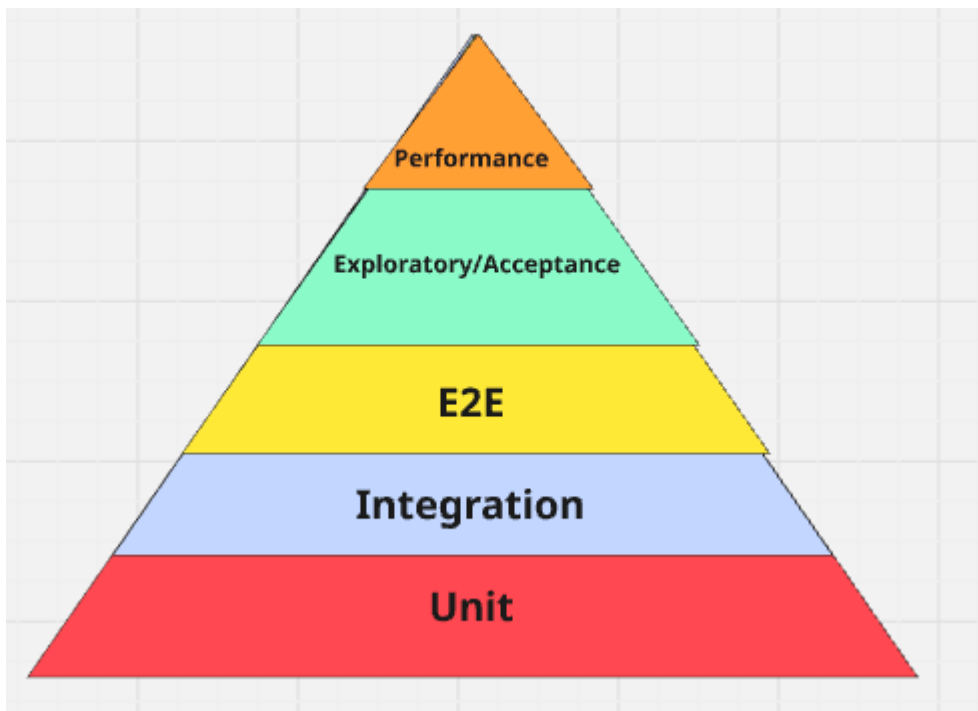 Performance
Exploratory/Acceptance
E2E
Integration
Unit